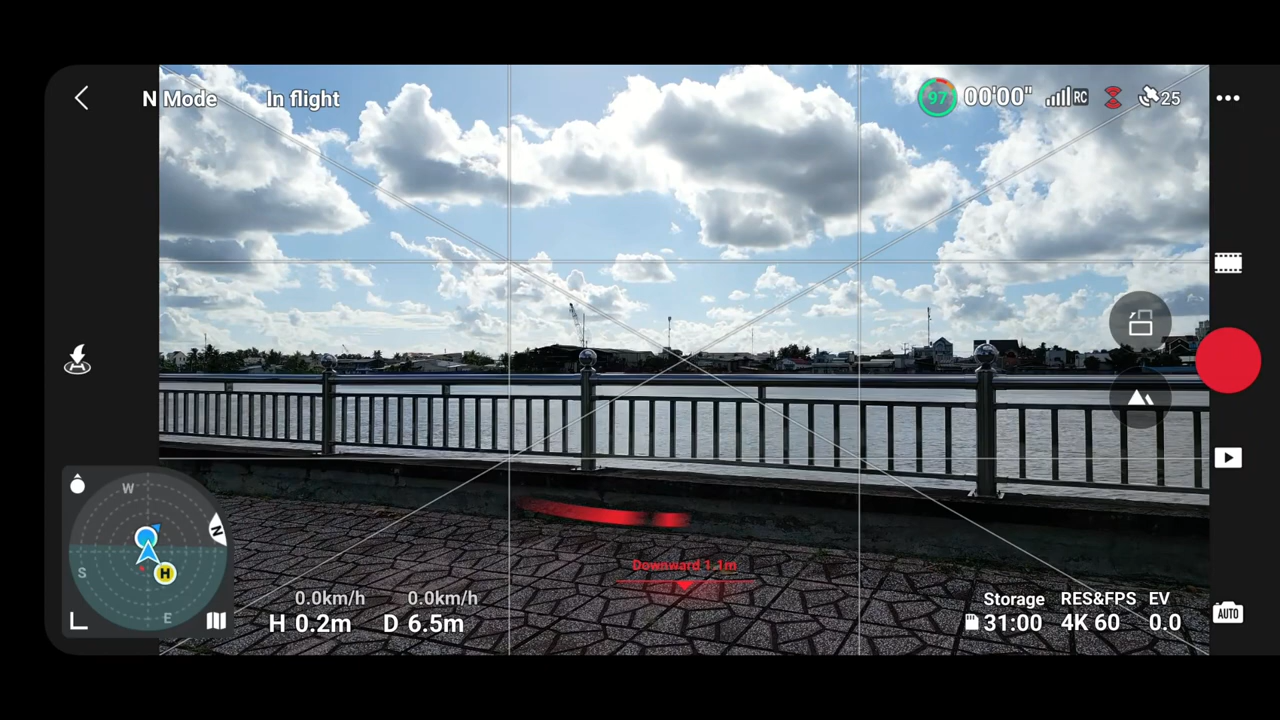 N Mode In flight 97 00'00" RC 25
W
N
S H
E
Downward 1.1m
0.0km/h 0.0km/h
H 0.2m D 6.5m
Storage RES&FPS EV
31:00 4K 60 0.0
AUTO